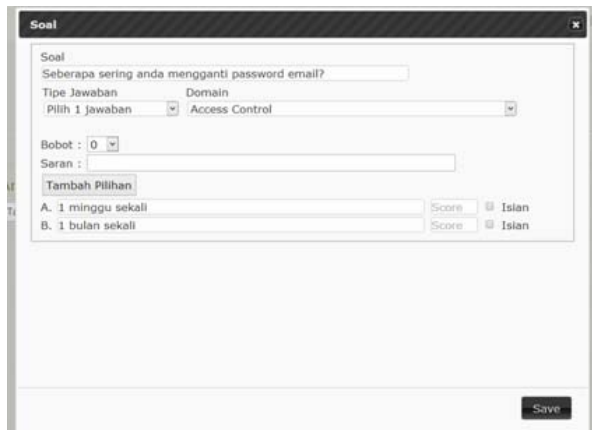 Soal
Soal
Seberapa sering anda mengganti password email?
Tipe Jawaban Domain
Pilih 1 jawaban Access Control
Bobot : 0
Saran :
Tambah Pilihan
A. 1 minggu sekali Score Isian
B. 1 bulan sekali Score Isian
Save